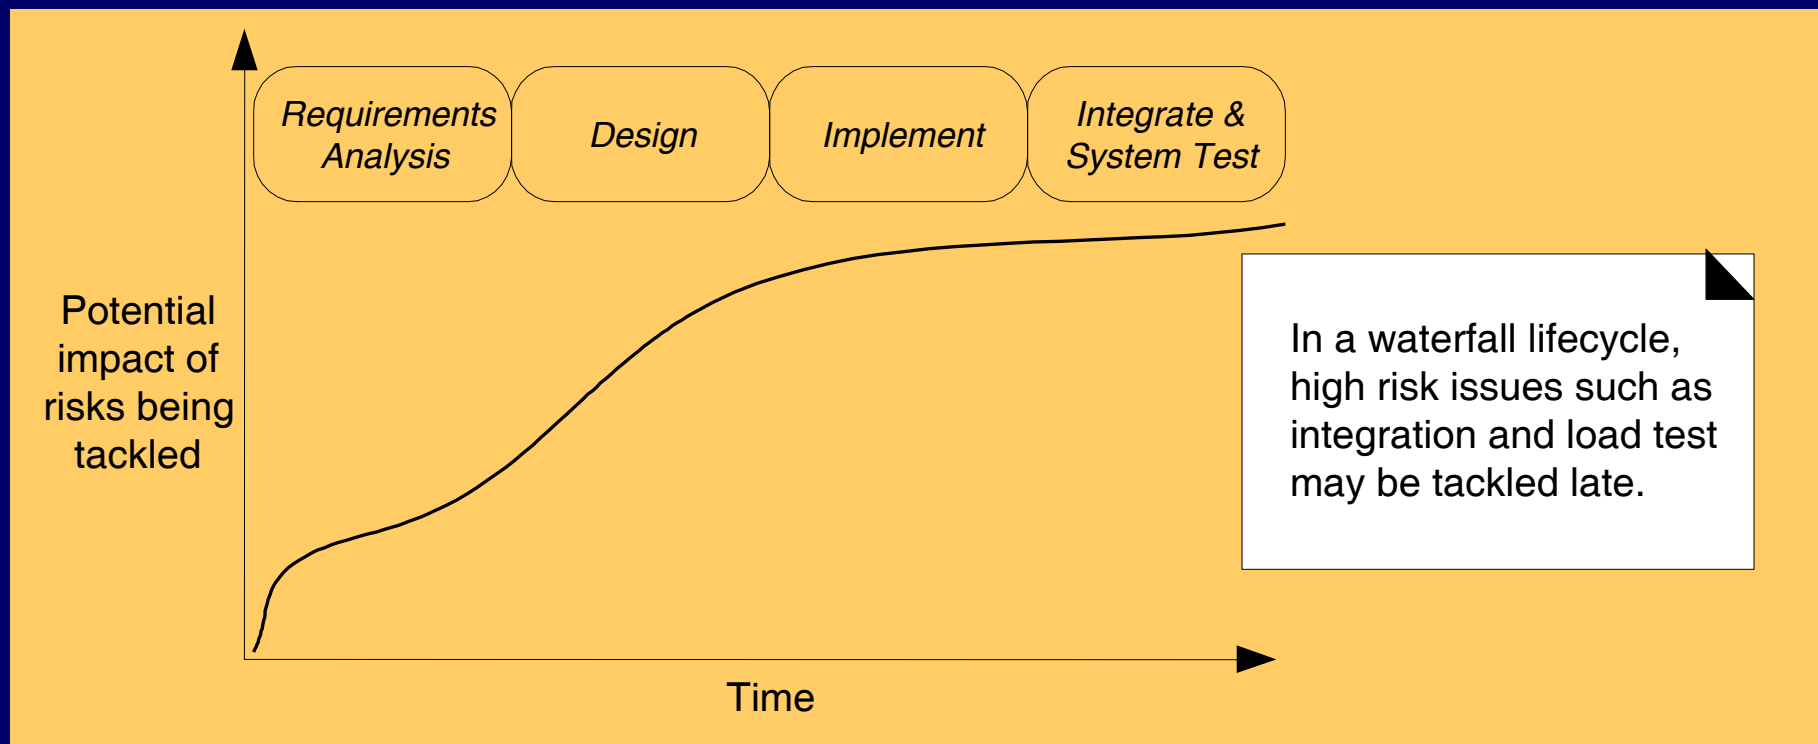 Requirements
Analysis
Design
Implement
Integrate &
System Test
Potential
impact of
risks being
tackled
In a waterfall lifecycle,
high risk issues such as
integration and load test
may be tackled late.
Time